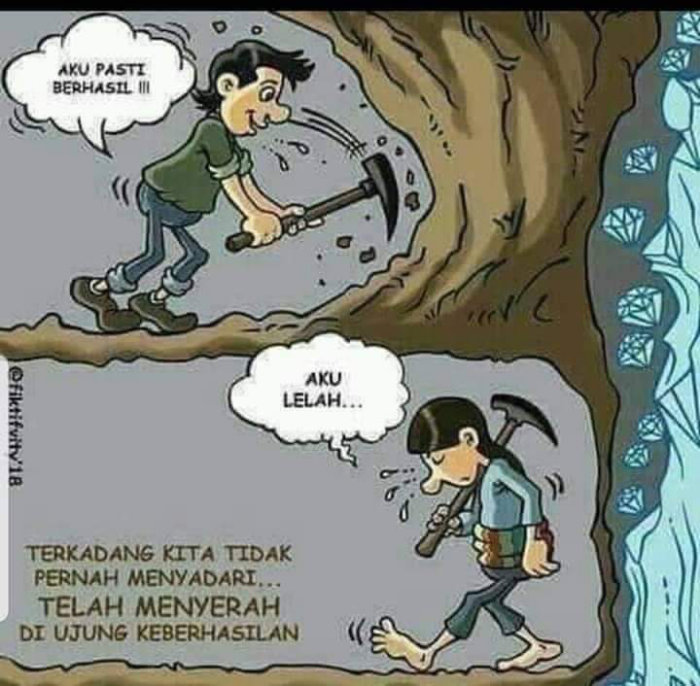 AKU PASTI
BERHASIL !!!
AKU
LELAH...
@fiktifvity'18
TERKADANG KITA TIDAK
PERNAH MENYADARI...
TELAH MENYERAH
DI UJUNG KEBERHASILAN